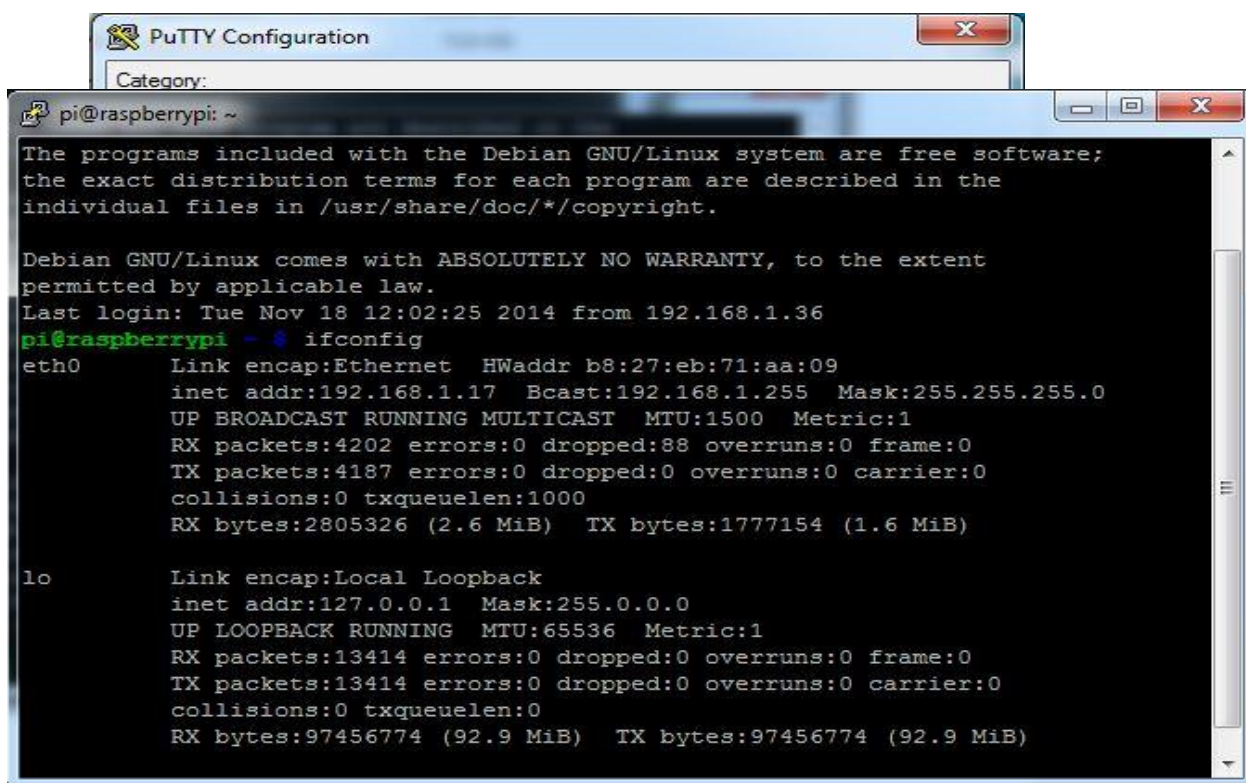 PuTTY Configuration
Category:
pi@raspberrypi: ~
The programs included with the Debian GNU/Linux system are free software;
the exact distribution terms for each program are described in the
individual files in /usr/share/doc/*/copyright.
Debian GNU/Linux comes with ABSOLUTELY NO WARRANTY, to the extent
permitted by applicable law.
Last login: Tue Nov 18 12:02:25 2014 from 192.168.1.36
pi@raspberrypi ~ $ ifconfig
eth0 Link encap:Ethernet HWaddr b8:27:eb:71:aa:09
inet addr:192.168.1.17 Bcast:192.168.1.255 Mask:255.255.255.0
UP BROADCAST RUNNING MULTICAST MTU:1500 Metric:1
RX packets:4202 errors:0 dropped:88 overruns:0 frame:0
TX packets:4187 errors:0 dropped:0 overruns:0 carrier:0
collisions:0 txqueuelen:1000
RX bytes:2805326 (2.6 MiB) TX bytes:1777154 (1.6 MiB)
lo Link encap:Local Loopback
inet addr:127.0.0.1 Mask:255.0.0.0
UP LOOPBACK RUNNING MTU:65536 Metric:1
RX packets:13414 errors:0 dropped:0 overruns:0 frame:0
TX packets:13414 errors:0 dropped:0 overruns:0 carrier:0
collisions:0 txqueuelen:0
RX bytes:97456774 (92.9 MiB) TX bytes:97456774 (92.9 MiB)